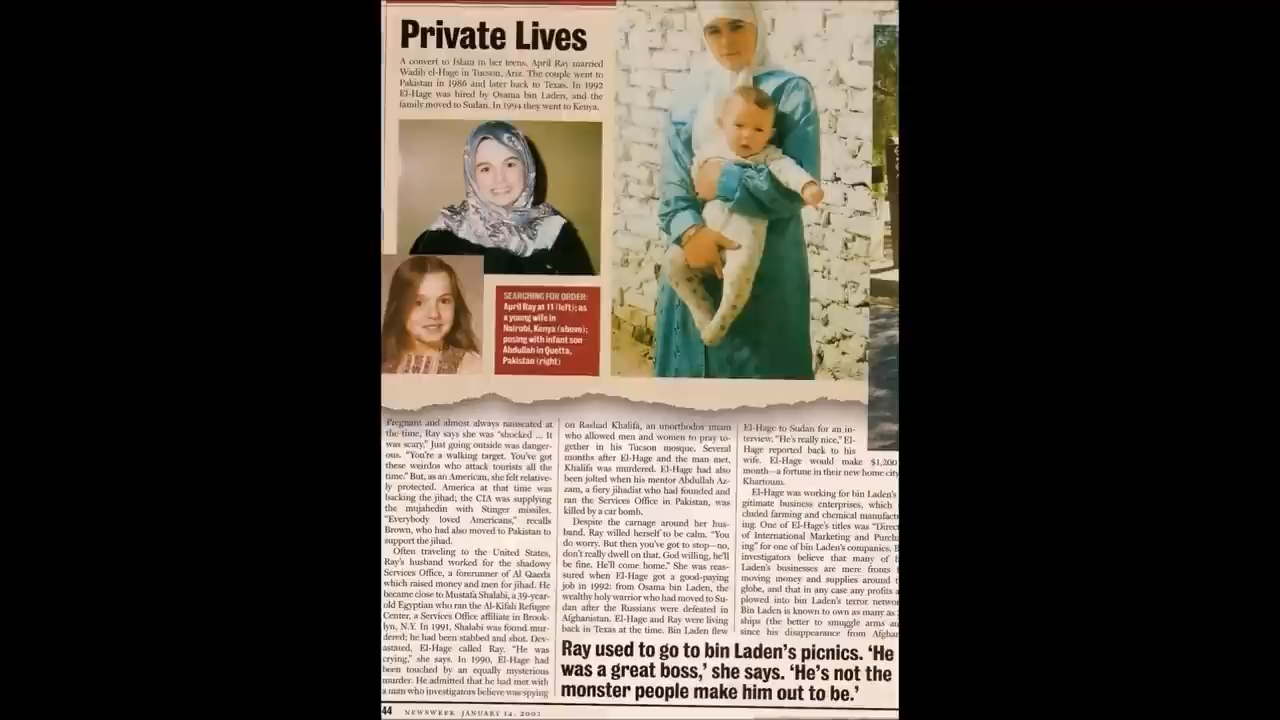 Private Lives
A convert to Islam in her teens, April Ray married
Wadih el-Hage in Tucson, Ariz. The couple went to
Pakistan in 1986 and later back to Texas. In 1992
El-Hage was hired by Osama bin Laden, and the
family moved to Sudan. In 1994 they went to Kenya.
SEARCHING FOR ORDER:
April Ray at 11 (left); as
a young wife in
Nairobi, Kenya (above);
posing with infant son
Abdullah in Quetta,
Pakistan (right)
Pregnant and almost always nauseated at
the time, Ray says she was "shocked ... It
was scary." Just going outside was danger-
ous. "You're a walking target. You've got
these weirdos who attack tourists all the
time." But, as an American, she felt relative-
ly protected. America at that time was
backing the jihad; the CIA was supplying
the mujahedin with Stinger missiles.
"Everybody loved Americans," recalls
Brown, who had also moved to Pakistan to
support the jihad.
Often traveling to the United States,
Ray's husband worked for the shadowy
Services Office, a forerunner of Al Qaeda
which raised money and men for jihad. He
became close to Mustafa Shalabi, a 39-year-
old Egyptian who ran the Al-Kifah Refugee
Center, a Services Office affiliate in Brook-
lyn, N.Y. In 1991, Shalabi was found mur-
dered; he had been stabbed and shot. Dev-
astated, El-Hage called Ray. "He was
crying," she says. In 1990, El-Hage had
been touched by an equally mysterious
murder. He admitted that he had met with
a man who investigators believe was spying
on Rashad Khalifa, an unorthodox imam
who allowed men and women to pray to-
gether in his Tucson mosque. Several
months after El-Hage and the man met,
Khalifa was murdered. El-Hage had also
been jolted when his mentor Abdullah Az-
zam, a fiery jihadist who had founded and
ran the Services Office in Pakistan, was
killed by a car bomb.
Despite the carnage around her hus-
band, Ray willed herself to be calm. "You
do worry. But then you've got to stop—no,
don't really dwell on that. God willing, he'll
be fine. He'll come home." She was reas-
sured when El-Hage got a good-paying
job in 1992: from Osama bin Laden, the
wealthy holy warrior who had moved to Su-
dan after the Russians were defeated in
Afghanistan. El-Hage and Ray were living
back in Texas at the time. Bin Laden flew
El-Hage to Sudan for an in-
terview. "He's really nice," El-
Hage reported back to his
wife. El-Hage would make $1,200
month—a fortune in their new home city
Khartoum.
El-Hage was working for bin Laden's
gitimate business enterprises, which
cluded farming and chemical manufactu
ing. One of El-Hage's titles was "Direct
of International Marketing and Purcha
ing" for one of bin Laden's companies. B
investigators believe that many of b
Laden's businesses are mere fronts f
moving money and supplies around t
globe, and that in any case any profits a
plowed into bin Laden's terror networ
Bin Laden is known to own as many as
ships (the better to smuggle arms an
since his disappearance from Afghan
Ray used to go to bin Laden's picnics. 'He
was a great boss,' she says. 'He's not the
monster people make him out to be.'
44 NEWSWEEK JANUARY 14, 2002